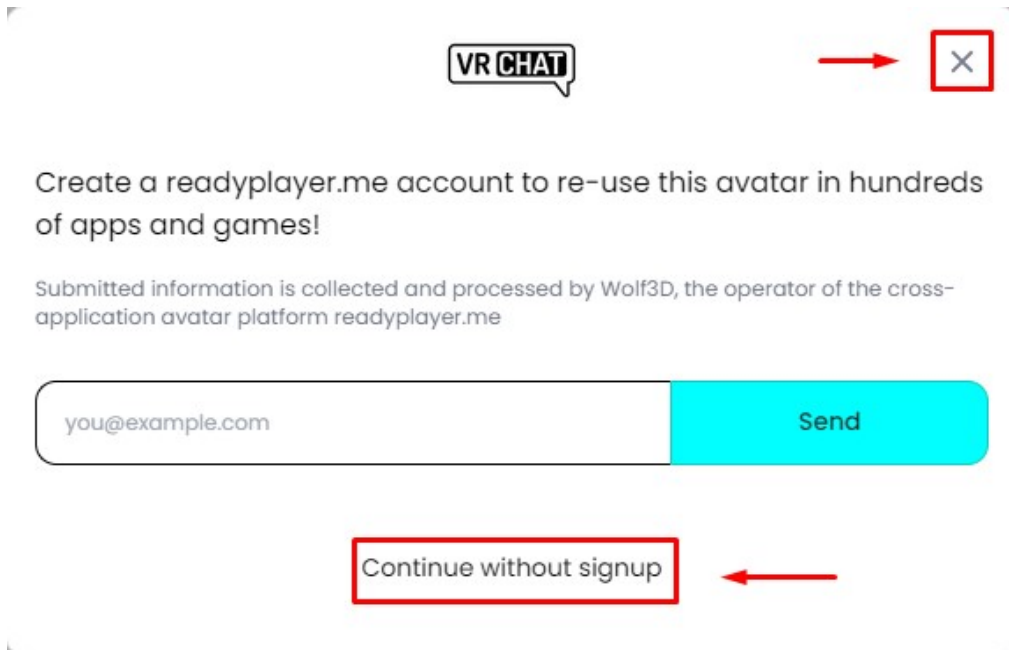 VR CHAT
Create a readyplayer.me account to re-use this avatar in hundreds
of apps and games!
Submitted information is collected and processed by Wolf3D, the operator of the cross-
application avatar platform readyplayer.me
you@example.com
Send
Continue without signup